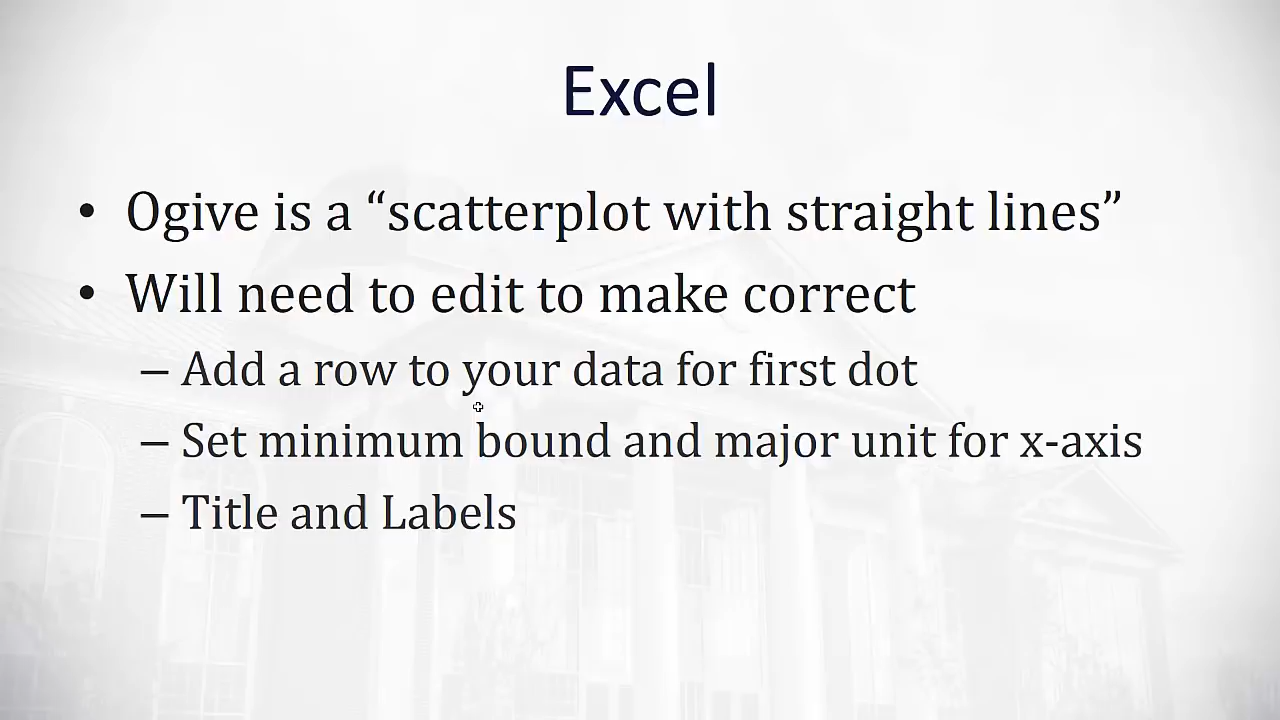 Excel
• Ogive is a “scatterplot with straight lines”
• Will need to edit to make correct
– Add a row to your data for first dot
– Set minimum bound and major unit for x-axis
– Title and Labels